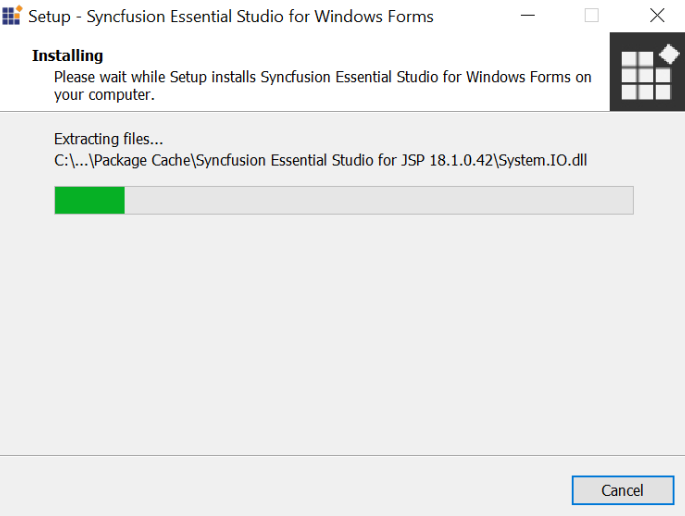 Setup - Syncfusion Essential Studio for Windows Forms
Installing
Please wait while Setup installs Syncfusion Essential Studio for Windows Forms on
your computer.
Extracting files...
C:\...\Package Cache\Syncfusion Essential Studio for JSP 18.1.0.42\System.IO.dll
Cancel